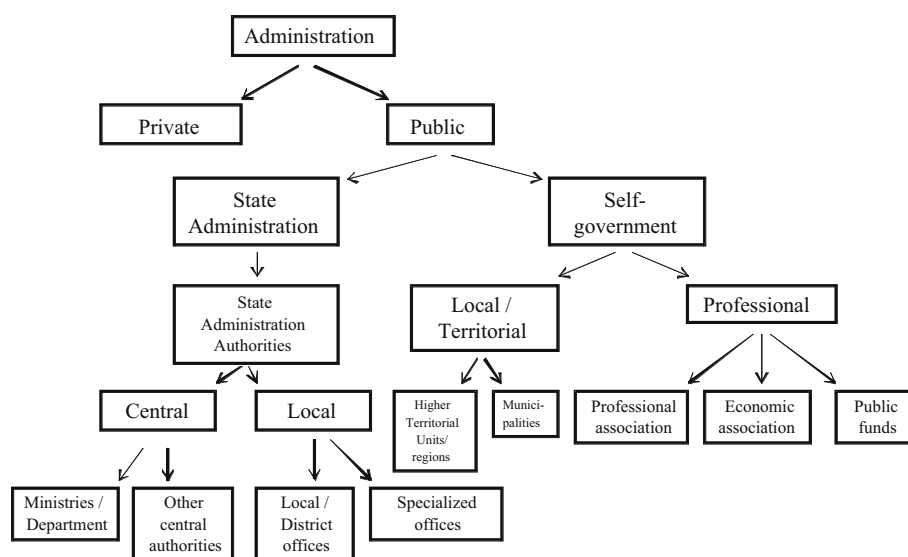 Administration
Private
Public
State
Administration
Self-
government
State
Administration
Authorities
Local /
Territorial
Professional
Central
Local
Higher
Territorial
Units/
regions
Munici-
palities
Professional
association
Economic
association
Public
funds
Ministries /
Department
Other
central
authorities
Local /
District
offices
Specialized
offices